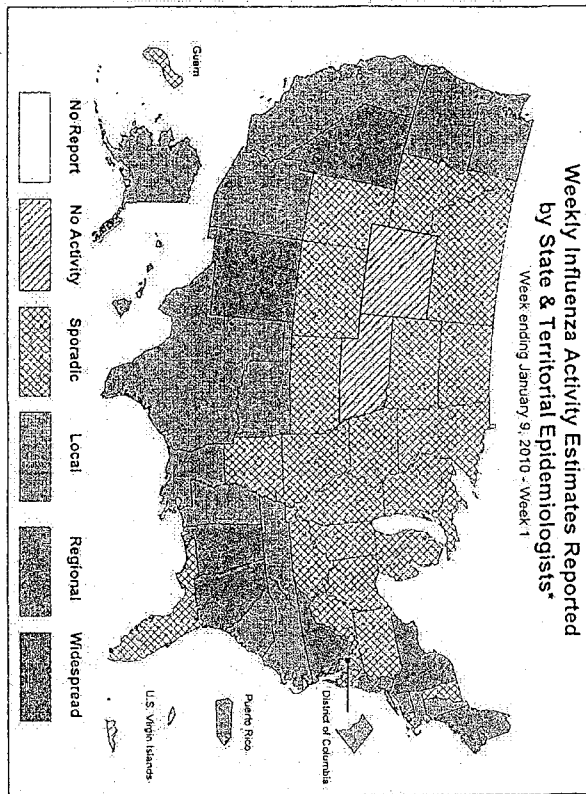 Weekly Influenza Activity Estimates Reported
by State & Territorial Epidemiologists*
Week ending January 9, 2010 - Week 1
District of Columbia
Puerto Rico
U.S. Virgin Islands
Guam
No Report
No Activity
Sporadic
Local
Regional
Widespread